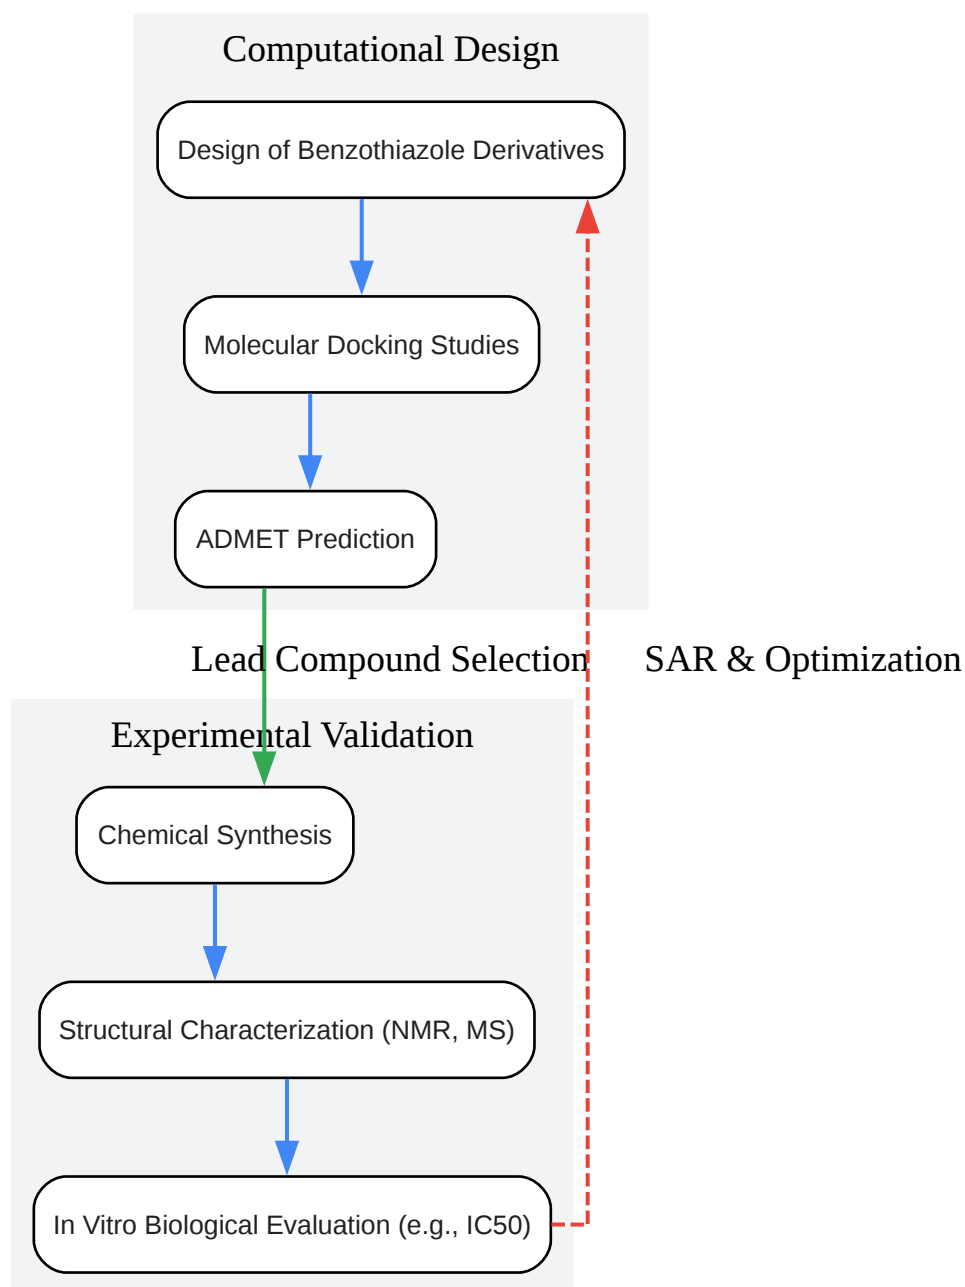 Computational Design
Design of Benzothiazole Derivatives
Molecular Docking Studies
ADMET Prediction
Lead Compound Selection
SAR & Optimization
Experimental Validation
Chemical Synthesis
Structural Characterization (NMR, MS)
In Vitro Biological Evaluation (e.g., IC50)